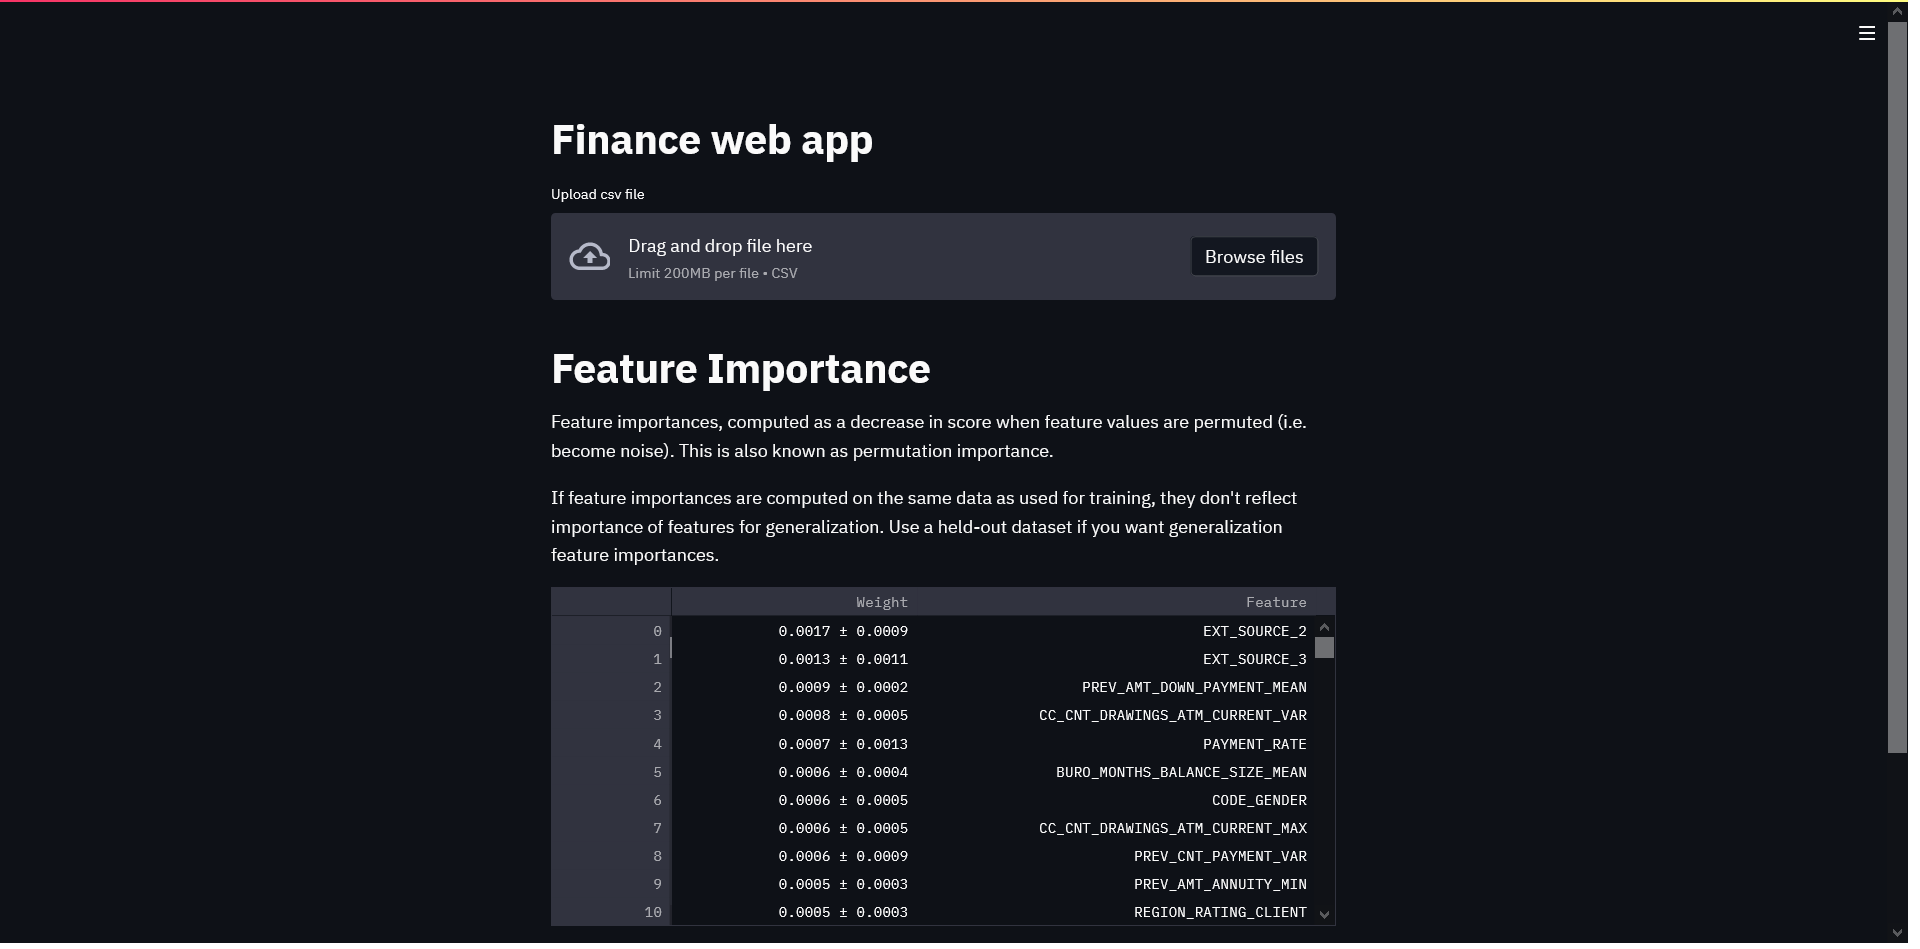 Finance web app
Upload csv file
Drag and drop file here
Limit 200MB per file • CSV
Browse files
Feature Importance
Feature importances, computed as a decrease in score when feature values are permuted (i.e.
become noise). This is also known as permutation importance.
If feature importances are computed on the same data as used for training, they don't reflect
importance of features for generalization. Use a held-out dataset if you want generalization
feature importances.
Weight Feature
0 0.0017 ± 0.0009 EXT_SOURCE_2
1 0.0013 ± 0.0011 EXT_SOURCE_3
2 0.0009 ± 0.0002 PREV_AMT_DOWN_PAYMENT_MEAN
3 0.0008 ± 0.0005 CC_CNT_DRAWINGS_ATM_CURRENT_VAR
4 0.0007 ± 0.0013 PAYMENT_RATE
5 0.0006 ± 0.0004 BURO_MONTHS_BALANCE_SIZE_MEAN
6 0.0006 ± 0.0005 CODE_GENDER
7 0.0006 ± 0.0005 CC_CNT_DRAWINGS_ATM_CURRENT_MAX
8 0.0006 ± 0.0009 PREV_CNT_PAYMENT_VAR
9 0.0005 ± 0.0003 PREV_AMT_ANNUITY_MIN
10 0.0005 ± 0.0003 REGION_RATING_CLIENT